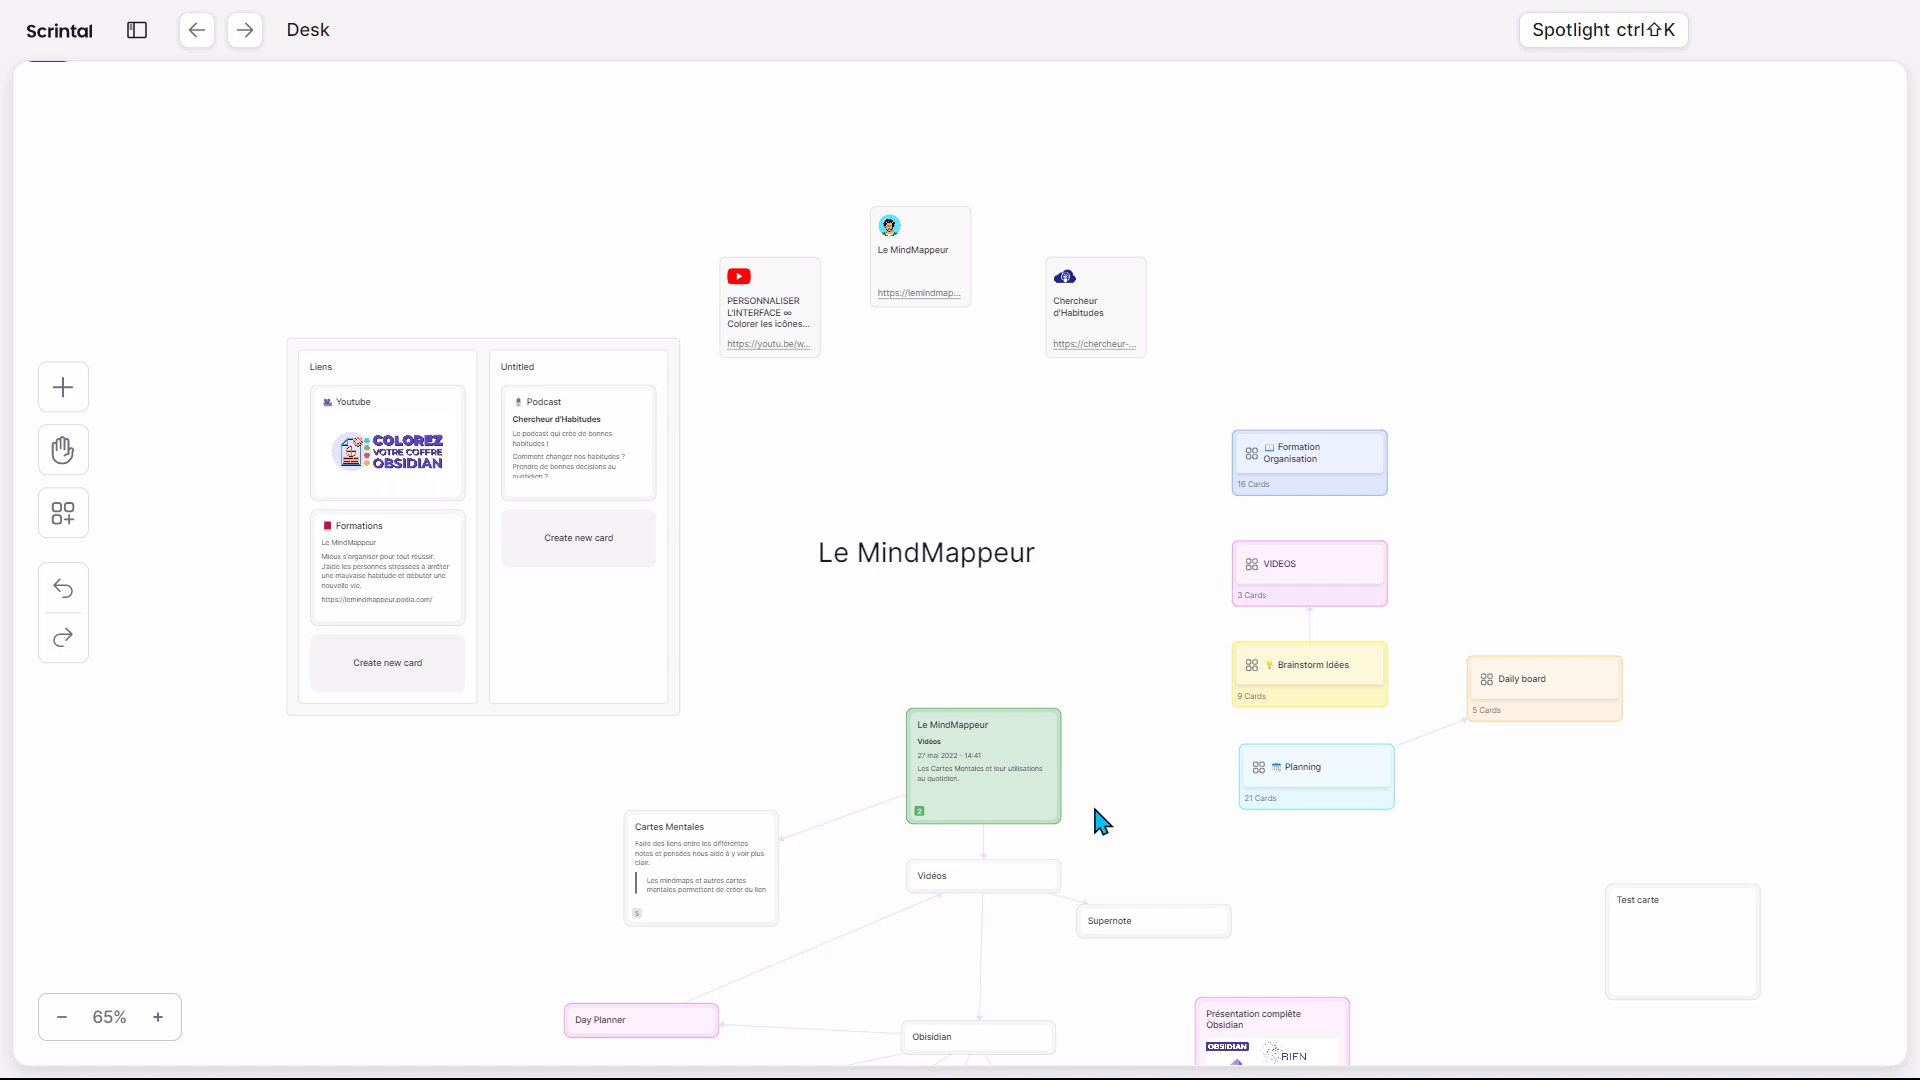 Scrintal
Desk
Spotlight ctrl⇧K
Le MindMappeur
https://lemindmap...
PERSONNALISER
L'INTERFACE ∞
Colorer les icônes...
https://youtu.be/w...
Chercheur
d'Habitudes
https://chercheur-...
Liens
Youtube
COLOREZ
VOTRE COFFRE
OBSIDIAN
Formations
Le MindMappeur
Mieux s'organiser pour tout réussir.
J'aide les personnes stressées à arrêter
une mauvaise habitude et débuter une
nouvelle vie.
https://lemindmappeur.podia.com/
Create new card
Untitled
Podcast
Chercheur d'Habitudes
Le podcast qui crée de bonnes
habitudes !
Comment changer nos habitudes ?
Prendre de bonnes décisions au
quotidien ?
Create new card
Le MindMappeur
Formation
Organisation
16 Cards
VIDEOS
3 Cards
Brainstorm Idées
9 Cards
Daily board
5 Cards
Planning
21 Cards
Le MindMappeur
Vidéos
27 mai 2022 - 14:41
Les Cartes Mentales et leur utilisations
au quotidien.
2
Cartes Mentales
Faire des liens entre les différentes
notes et pensées nous aide à y voir plus
clair.
Les mindmaps et autres cartes
mentales permettent de créer du lien
5
Vidéos
Supernote
Test carte
Day Planner
Obisidian
Présentation complète
Obsidian
OBSIDIAN
BIEN
65%